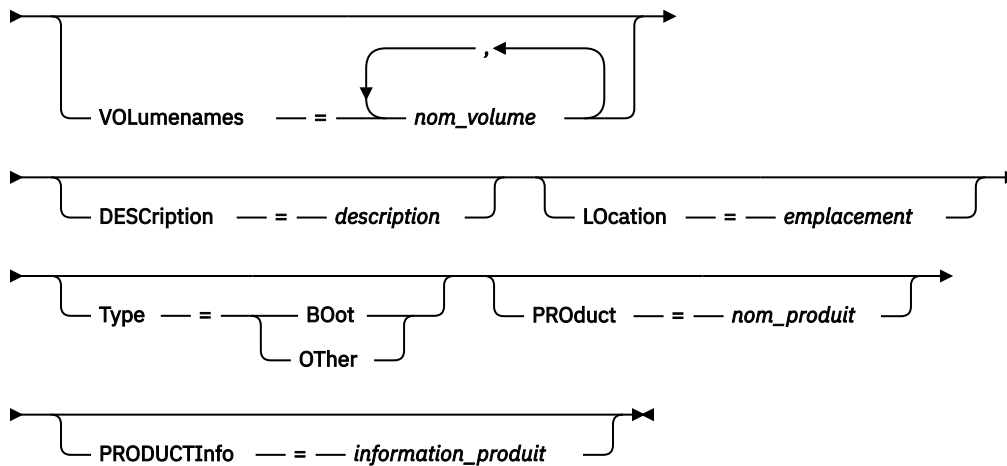 ,
VOLumenames = nom_volume
DESCription = description LOcation = emplacement
Type = BOot PROduct = nom_produit
OTher
PRODUCTInfo = information_produit